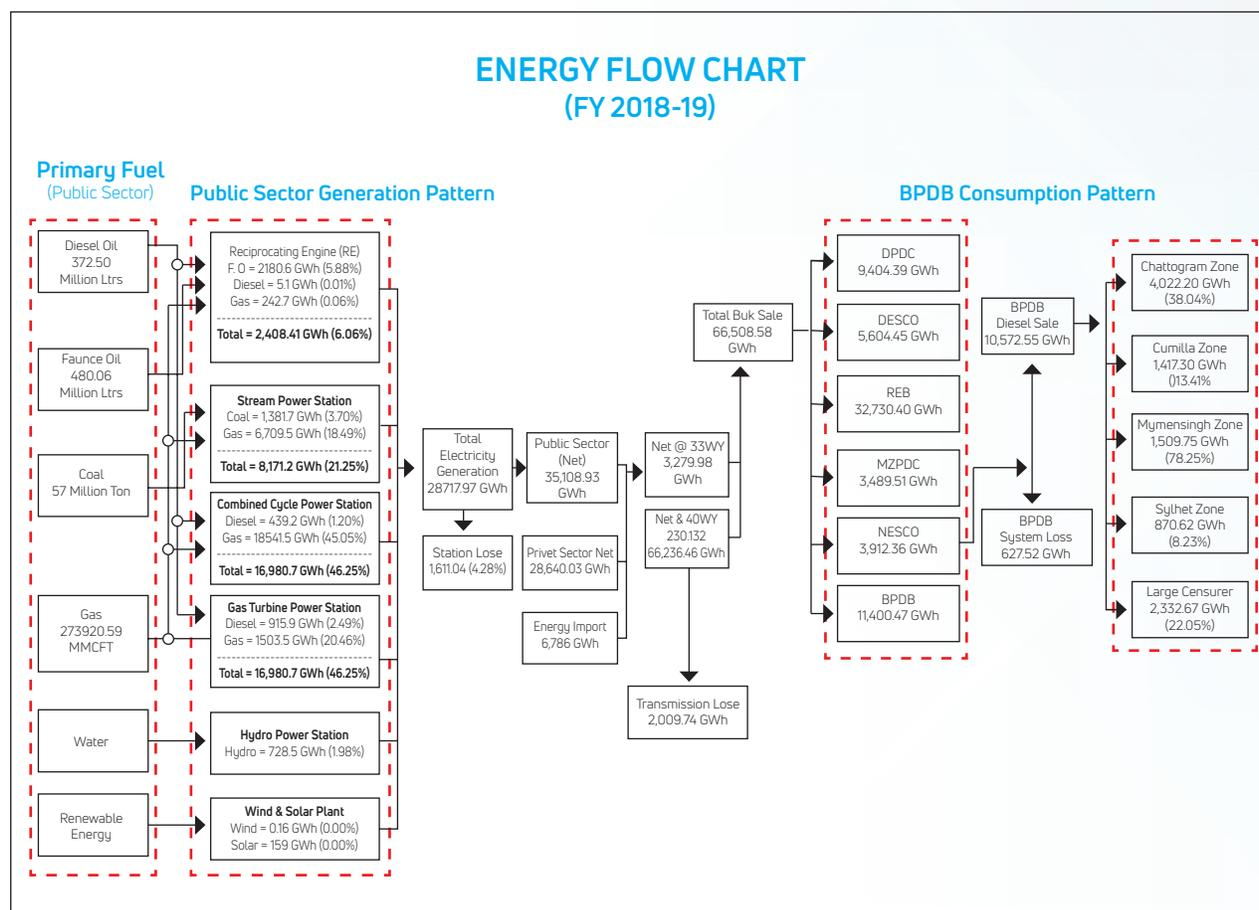 ENERGY FLOW CHART
(FY 2018-19)
Primary Fuel
(Public Sector)
Public Sector Generation Pattern
BPDB Consumption Pattern
Diesel Oil
372.50
Million Ltrs
Faunce Oil
480.06
Million Ltrs
Coal
57 Million Ton
Gas
273920.59
MMCFT
Water
Renewable
Energy
Reciprocating Engine (RE)
F. O = 2180.6 GWh (5.88%)
Diesel = 5.1 GWh (0.01%)
Gas = 242.7 GWh (0.06%)
Total = 2,408.41 GWh (6.06%)
Stream Power Station
Coal = 1,381.7 GWh (3.70%)
Gas = 6,709.5 GWh (18.49%)
Total = 8,171.2 GWh (21.25%)
Combined Cycle Power Station
Diesel = 439.2 GWh (1.20%)
Gas = 18541.5 GWh (45.05%)
Total = 16,980.7 GWh (46.25%)
Gas Turbine Power Station
Diesel = 915.9 GWh (2.49%)
Gas = 1503.5 GWh (20.46%)
Total = 16,980.7 GWh (46.25%)
Hydro Power Station
Hydro = 728.5 GWh (1.98%)
Wind & Solar Plant
Wind = 0.16 GWh (0.00%)
Solar = 159 GWh (0.00%)
Total
Electricity
Generation
28717.97 GWh
Station Lose
1,611.04 (4.28%)
Public Sector
(Net)
35,108.93
GWh
Privet Sector Net
28,640.03 GWh
Energy Import
6,786 GWh
Net @ 33WY
3,279.98
GWh
Net & 40WY
230.132
66,236.46 GWh
Transmission Lose
2,009.74 GWh
Total Buk Sale
66,508.58
GWh
DPDC
9,404.39 GWh
DESCO
5,604.45 GWh
REB
32,730.40 GWh
MZPDC
3,489.51 GWh
NESCO
3,912.36 GWh
BPDB
11,400.47 GWh
BPDB
Diesel Sale
10,572.55 GWh
BPDB
System Loss
627.52 GWh
Chattogram Zone
4,022.20 GWh
(38.04%)
Cumilla Zone
1,417.30 GWh
()13.41%
Mymensingh Zone
1,509.75 GWh
(78.25%)
Sylhet Zone
870.62 GWh
(8.23%)
Large Censurer
2,332.67 GWh
(22.05%)